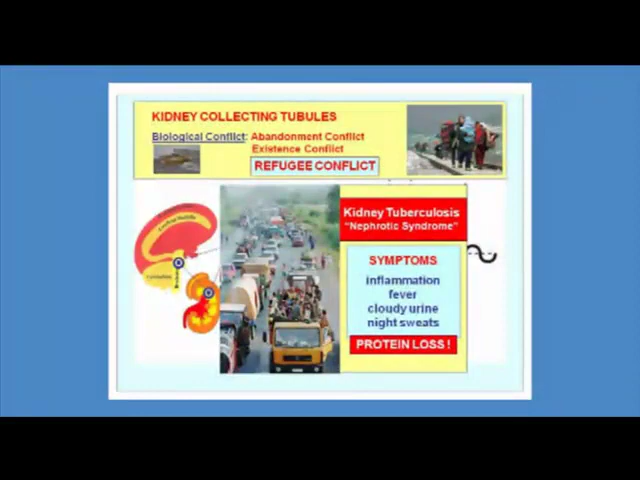 KIDNEY COLLECTING TUBULES
Biological Conflict: Abandonment Conflict
Existence Conflict
REFUGEE CONFLICT
Kidney Tuberculosis
"Nephrotic Syndrome"
SYMPTOMS
inflammation
fever
cloudy urine
night sweats
PROTEIN LOSS!